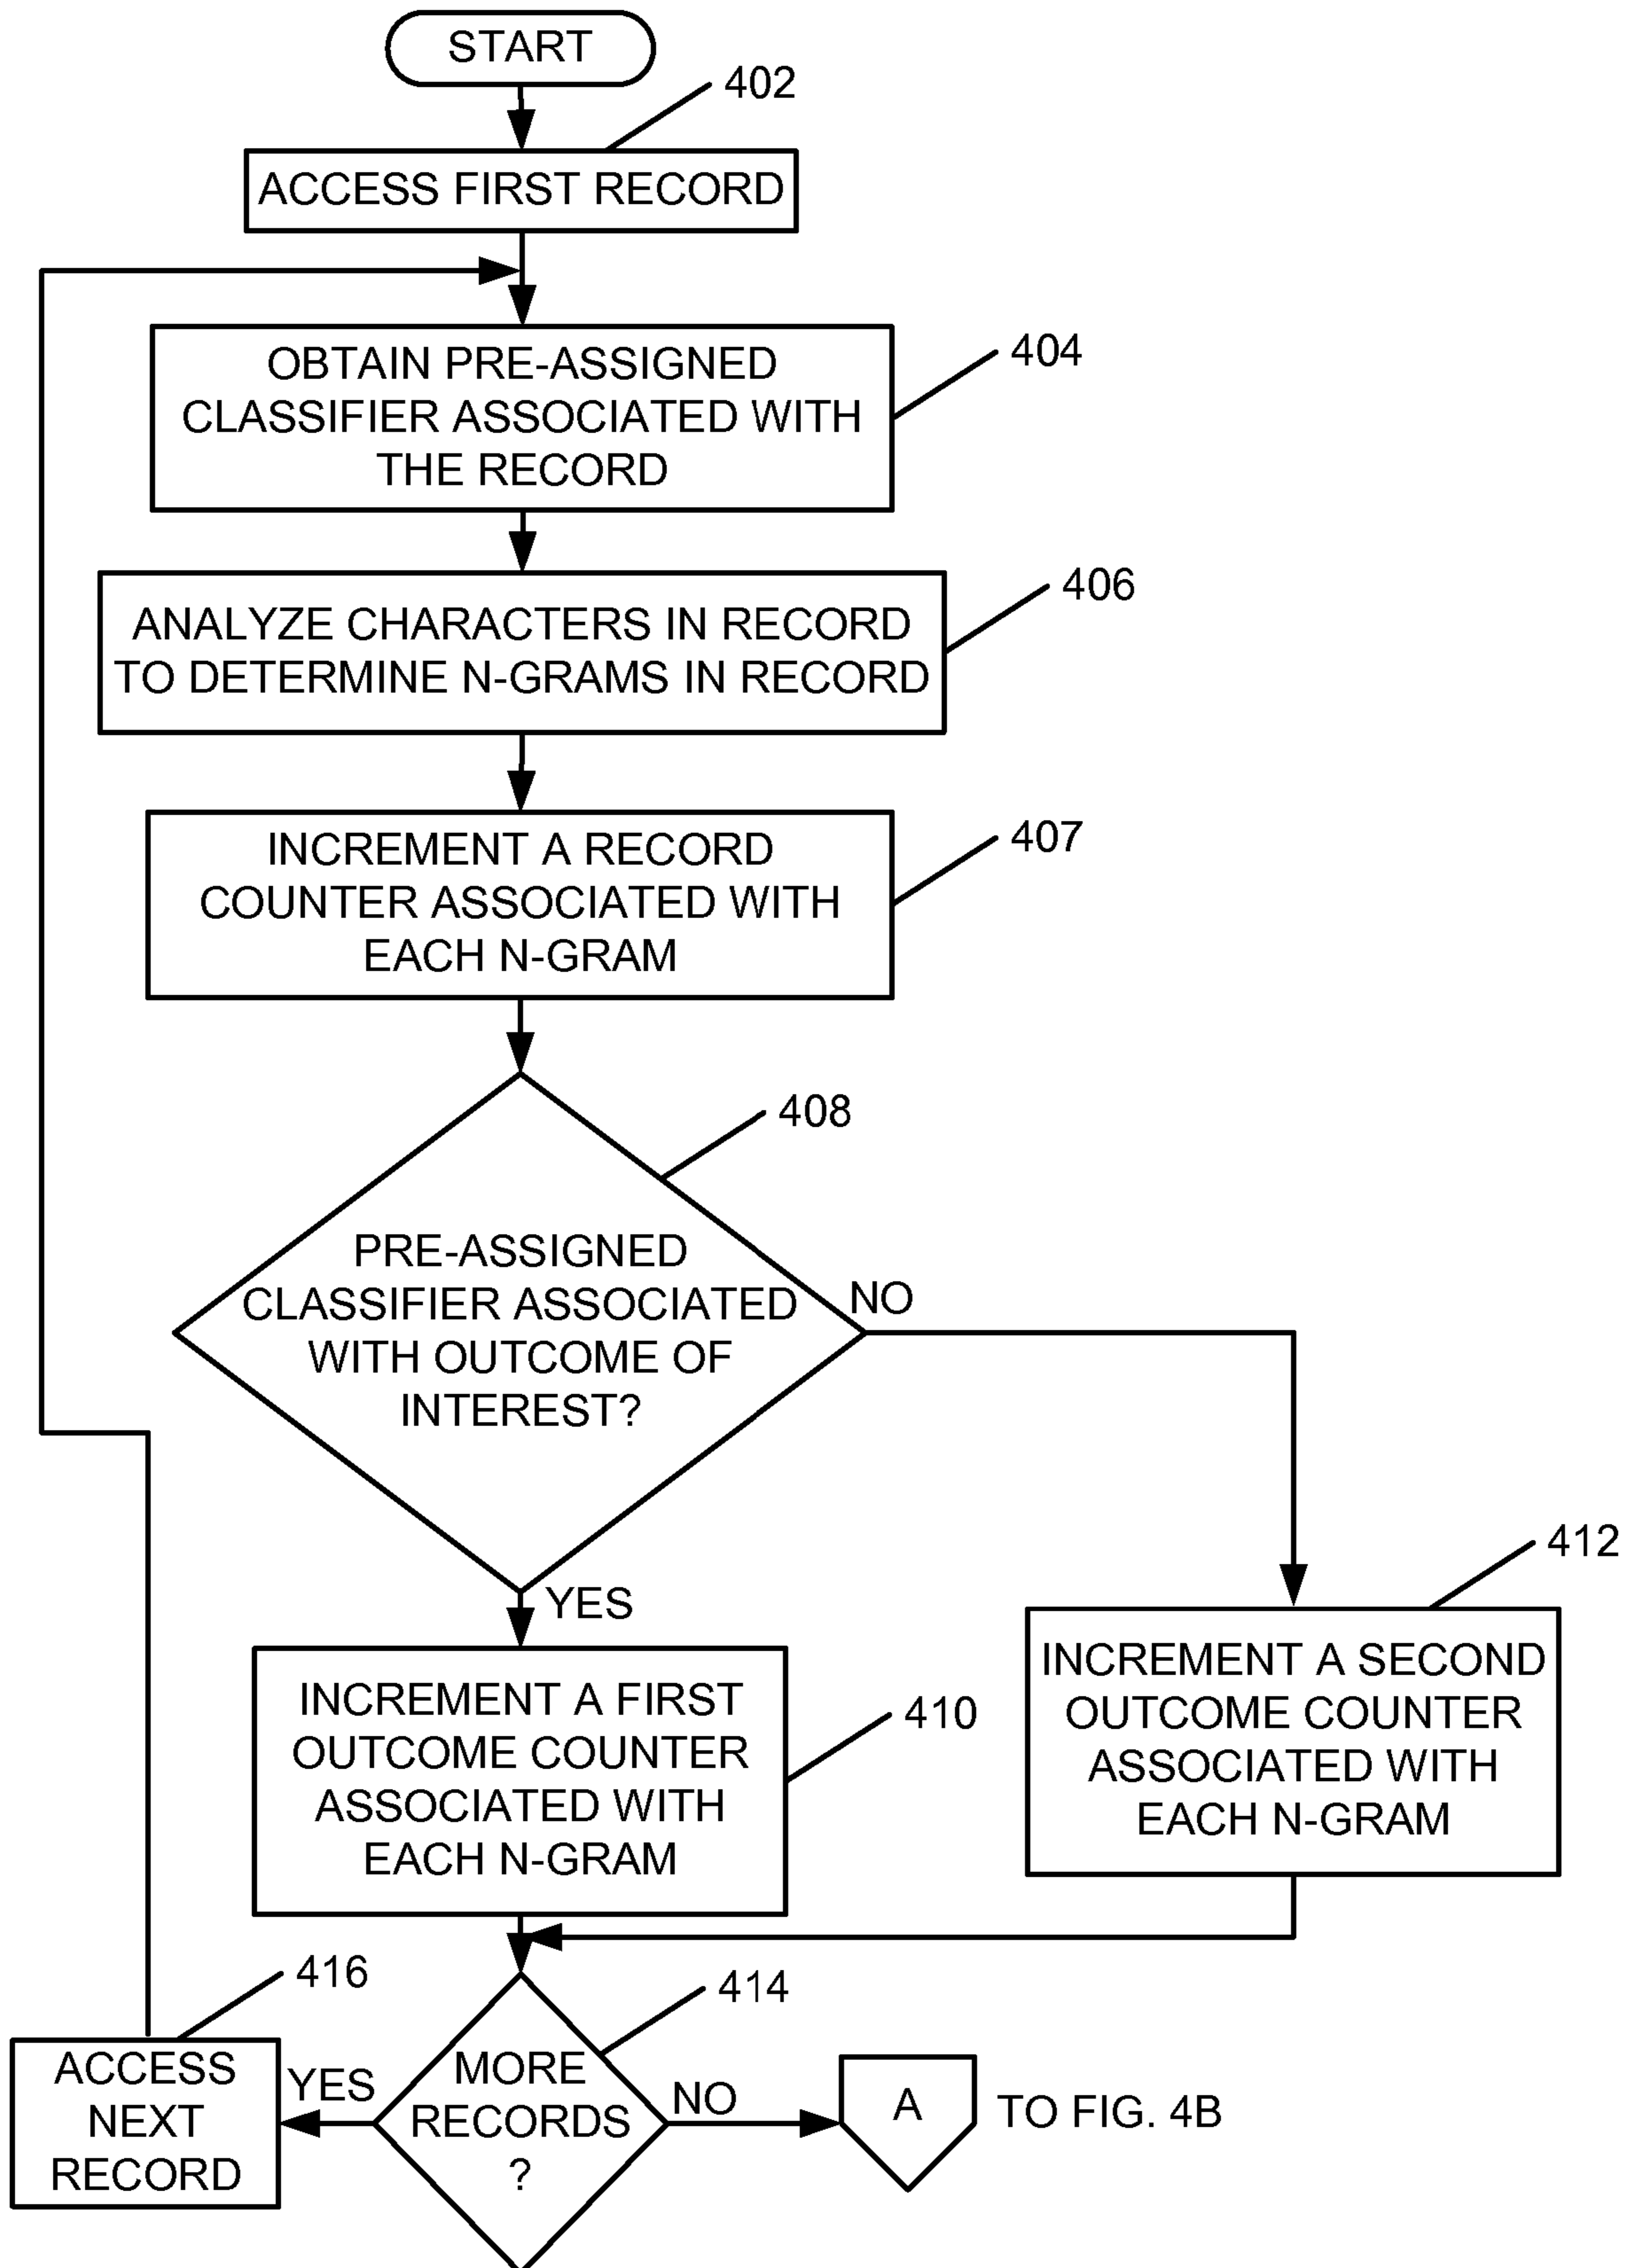 START
402
ACCESS FIRST RECORD
OBTAIN PRE-ASSIGNED
CLASSIFIER ASSOCIATED WITH
THE RECORD
404
ANALYZE CHARACTERS IN RECORD
TO DETERMINE N-GRAMS IN RECORD
406
INCREMENT A RECORD
COUNTER ASSOCIATED WITH
EACH N-GRAM
407
408
PRE-ASSIGNED
CLASSIFIER ASSOCIATED
WITH OUTCOME OF
INTEREST?
NO
YES
412
INCREMENT A FIRST
OUTCOME COUNTER
ASSOCIATED WITH
EACH N-GRAM
410
INCREMENT A SECOND
OUTCOME COUNTER
ASSOCIATED WITH
EACH N-GRAM
416
414
ACCESS
NEXT
RECORD
YES
MORE
RECORDS
?
NO
A
TO FIG. 4B